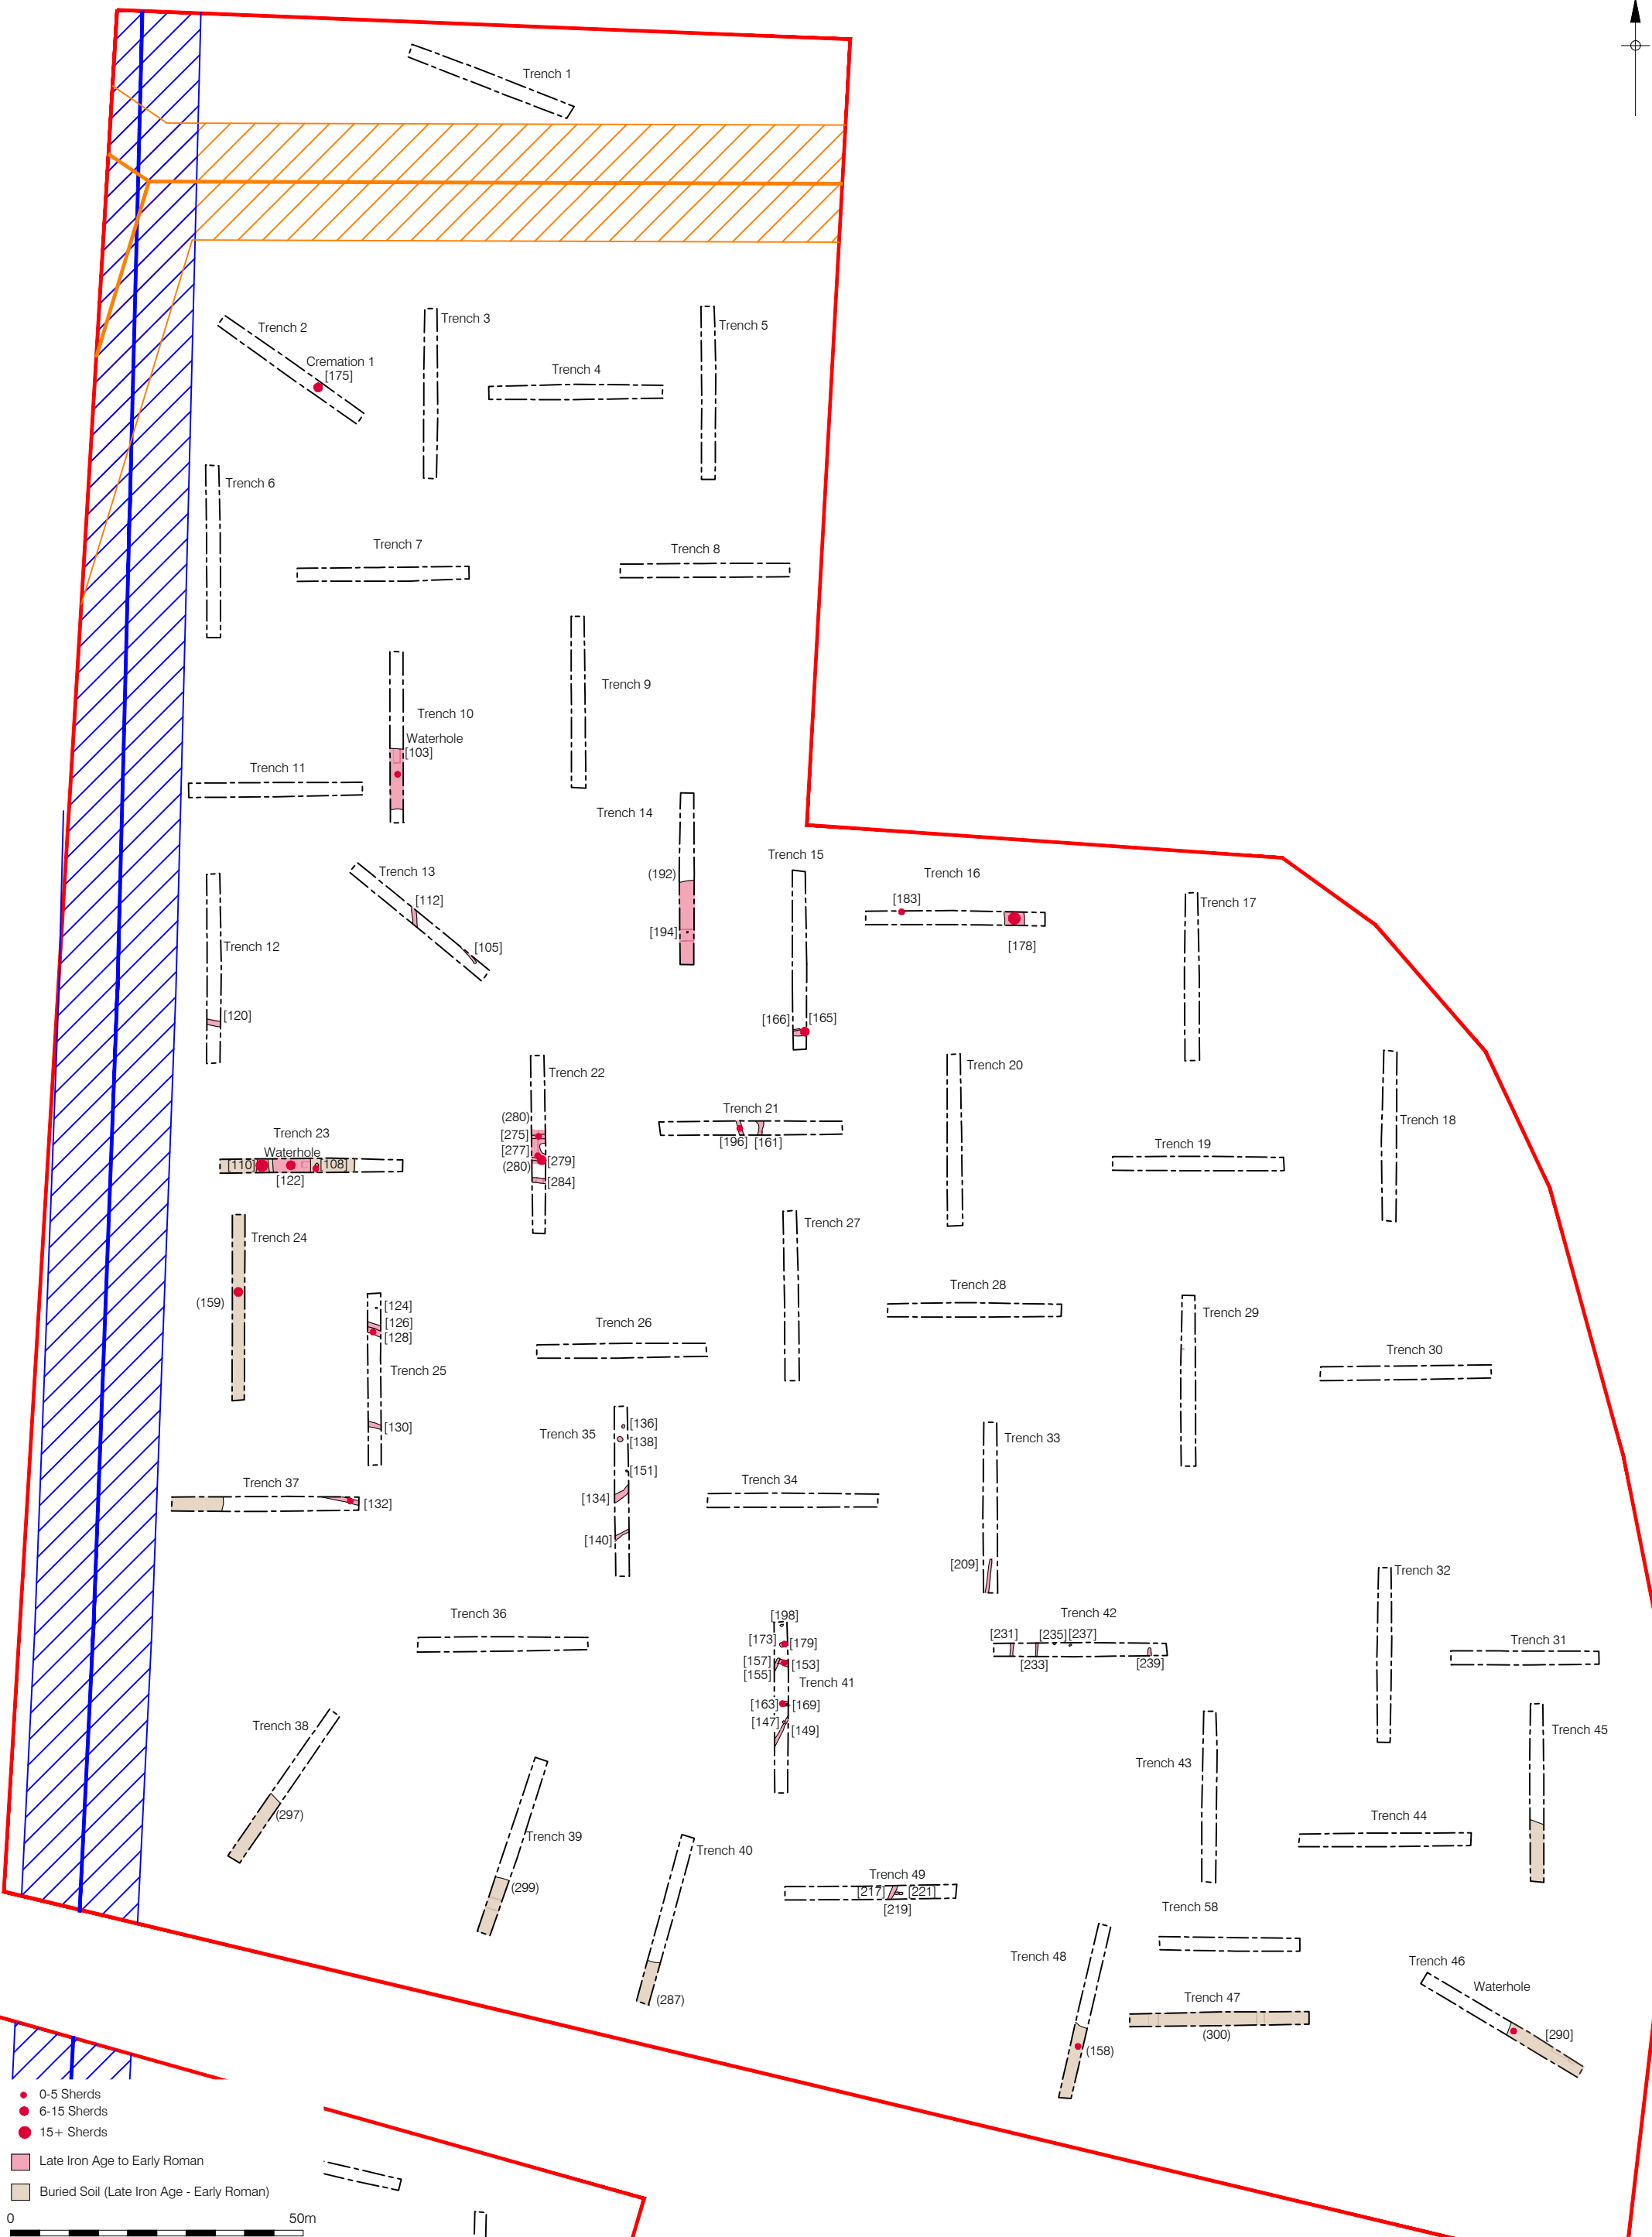 Trench 1
Trench 2
Cremation 1
[175]
Trench 3
Trench 4
Trench 5
Trench 6
Trench 7
Trench 8
Trench 9
Trench 10
Waterhole
[103]
Trench 11
Trench 14
(192)
[194]
Trench 13
[112]
[105]
Trench 12
[120]
Trench 15
[166]
[165]
Trench 16
[183]
[178]
Trench 17
Trench 18
Trench 20
Trench 19
Trench 22
(280)
[275]
[277]
(280)
[279]
[284]
Trench 21
[196]
[161]
Trench 23
Waterhole
[110]
[108]
[122]
Trench 24
(159)
Trench 27
Trench 28
Trench 29
Trench 30
[124]
[126]
[128]
Trench 25
[130]
Trench 26
Trench 35
[136]
[138]
[151]
[134]
[140]
Trench 34
Trench 33
[209]
Trench 37
[132]
Trench 36
Trench 32
Trench 31
[198]
[173]
[179]
[157]
[153]
[155]
Trench 41
[163]
[169]
[147]
[149]
Trench 42
[231]
[235]
[237]
[233]
[239]
Trench 38
(297)
Trench 39
(299)
Trench 40
(287)
Trench 43
Trench 45
Trench 44
Trench 49
[217]
[221]
[219]
Trench 58
Trench 48
(158)
Trench 47
(300)
Trench 46
Waterhole
[290]
0-5 Sherds
6-15 Sherds
15+ Sherds
Late Iron Age to Early Roman
Buried Soil (Late Iron Age - Early Roman)
0
50m